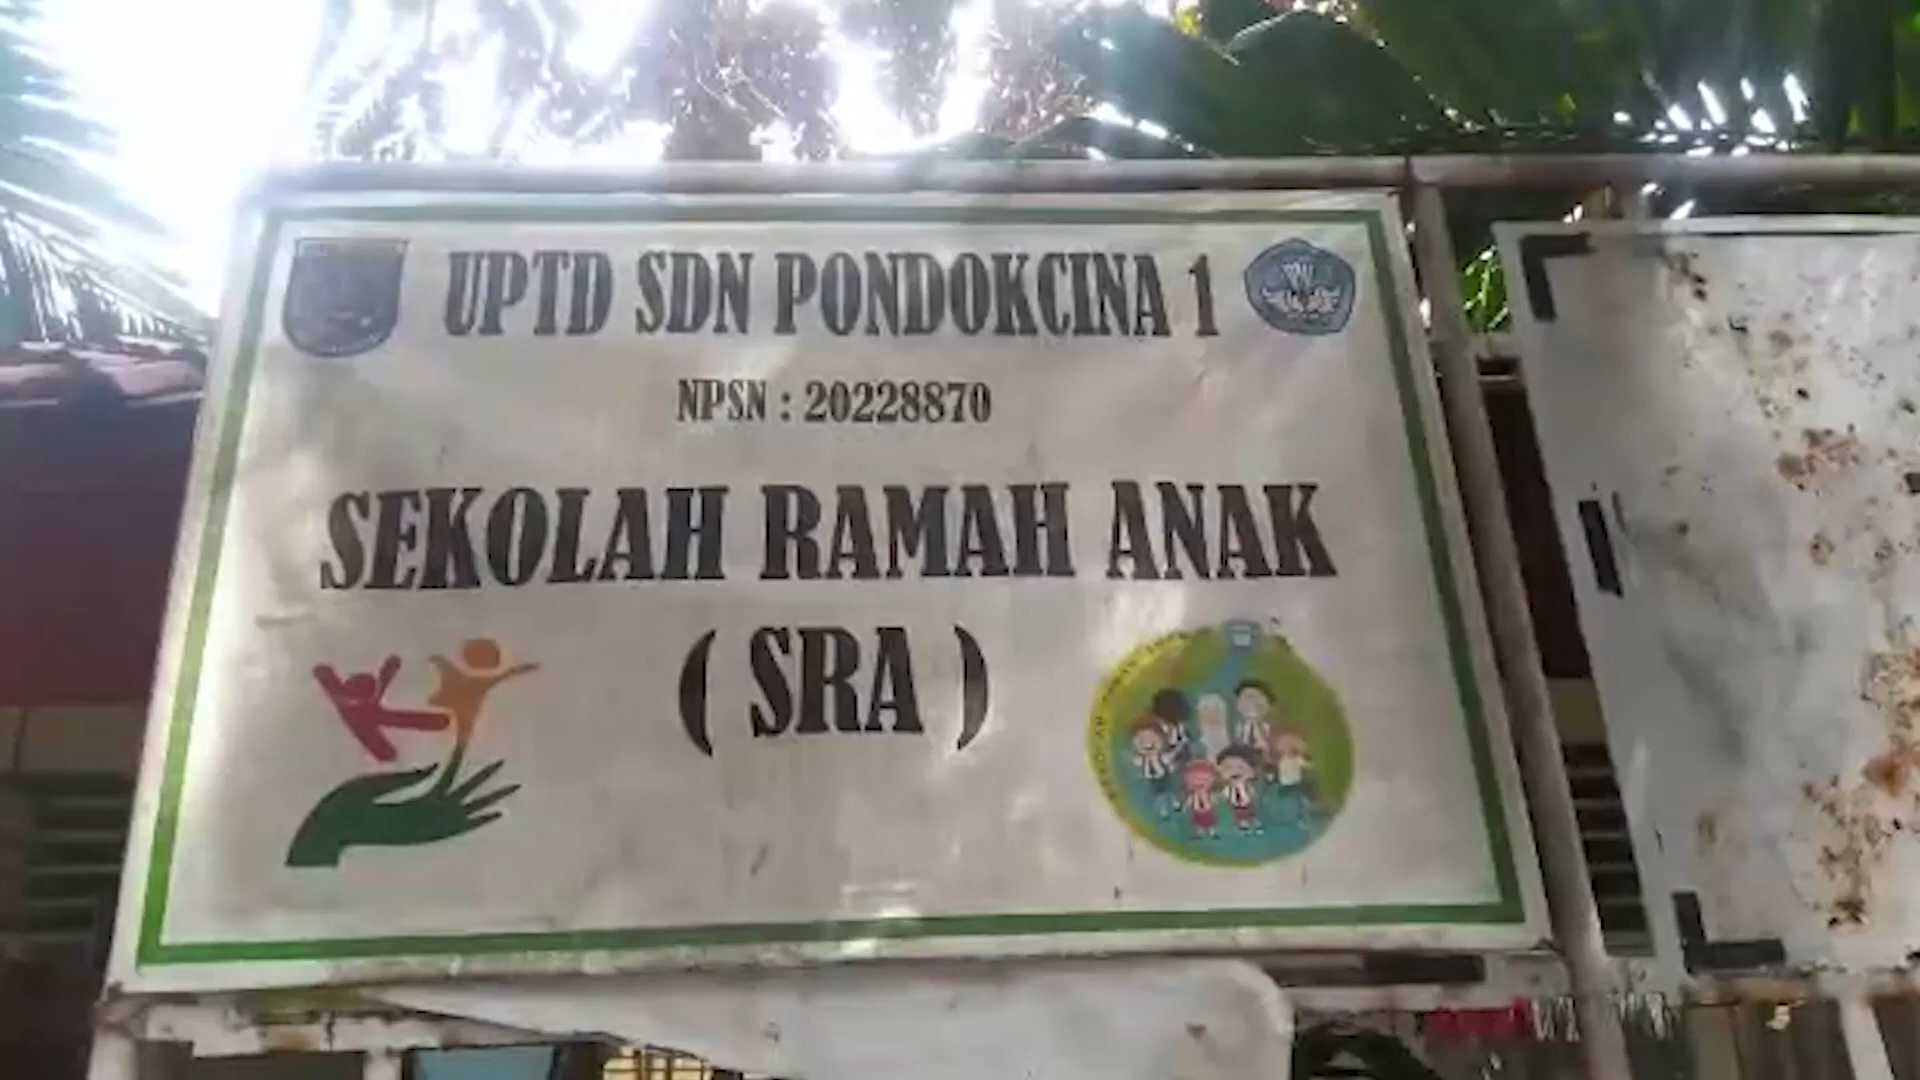 UPTD SDN PONDOKCINA 1
NPSN : 20228870
SEKOLAH RAMAH ANAK
( SRA )